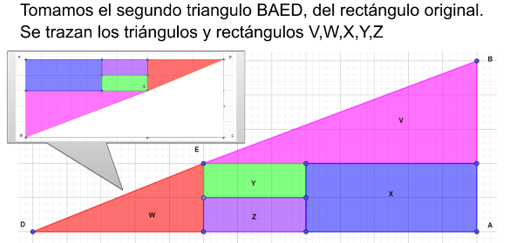 Tomamos el segundo triangulo BAED, del rectángulo original.
Se trazan los triángulos y rectángulos V,W,X,Y,Z
B
V
E
Y
X
W
Z
D
A